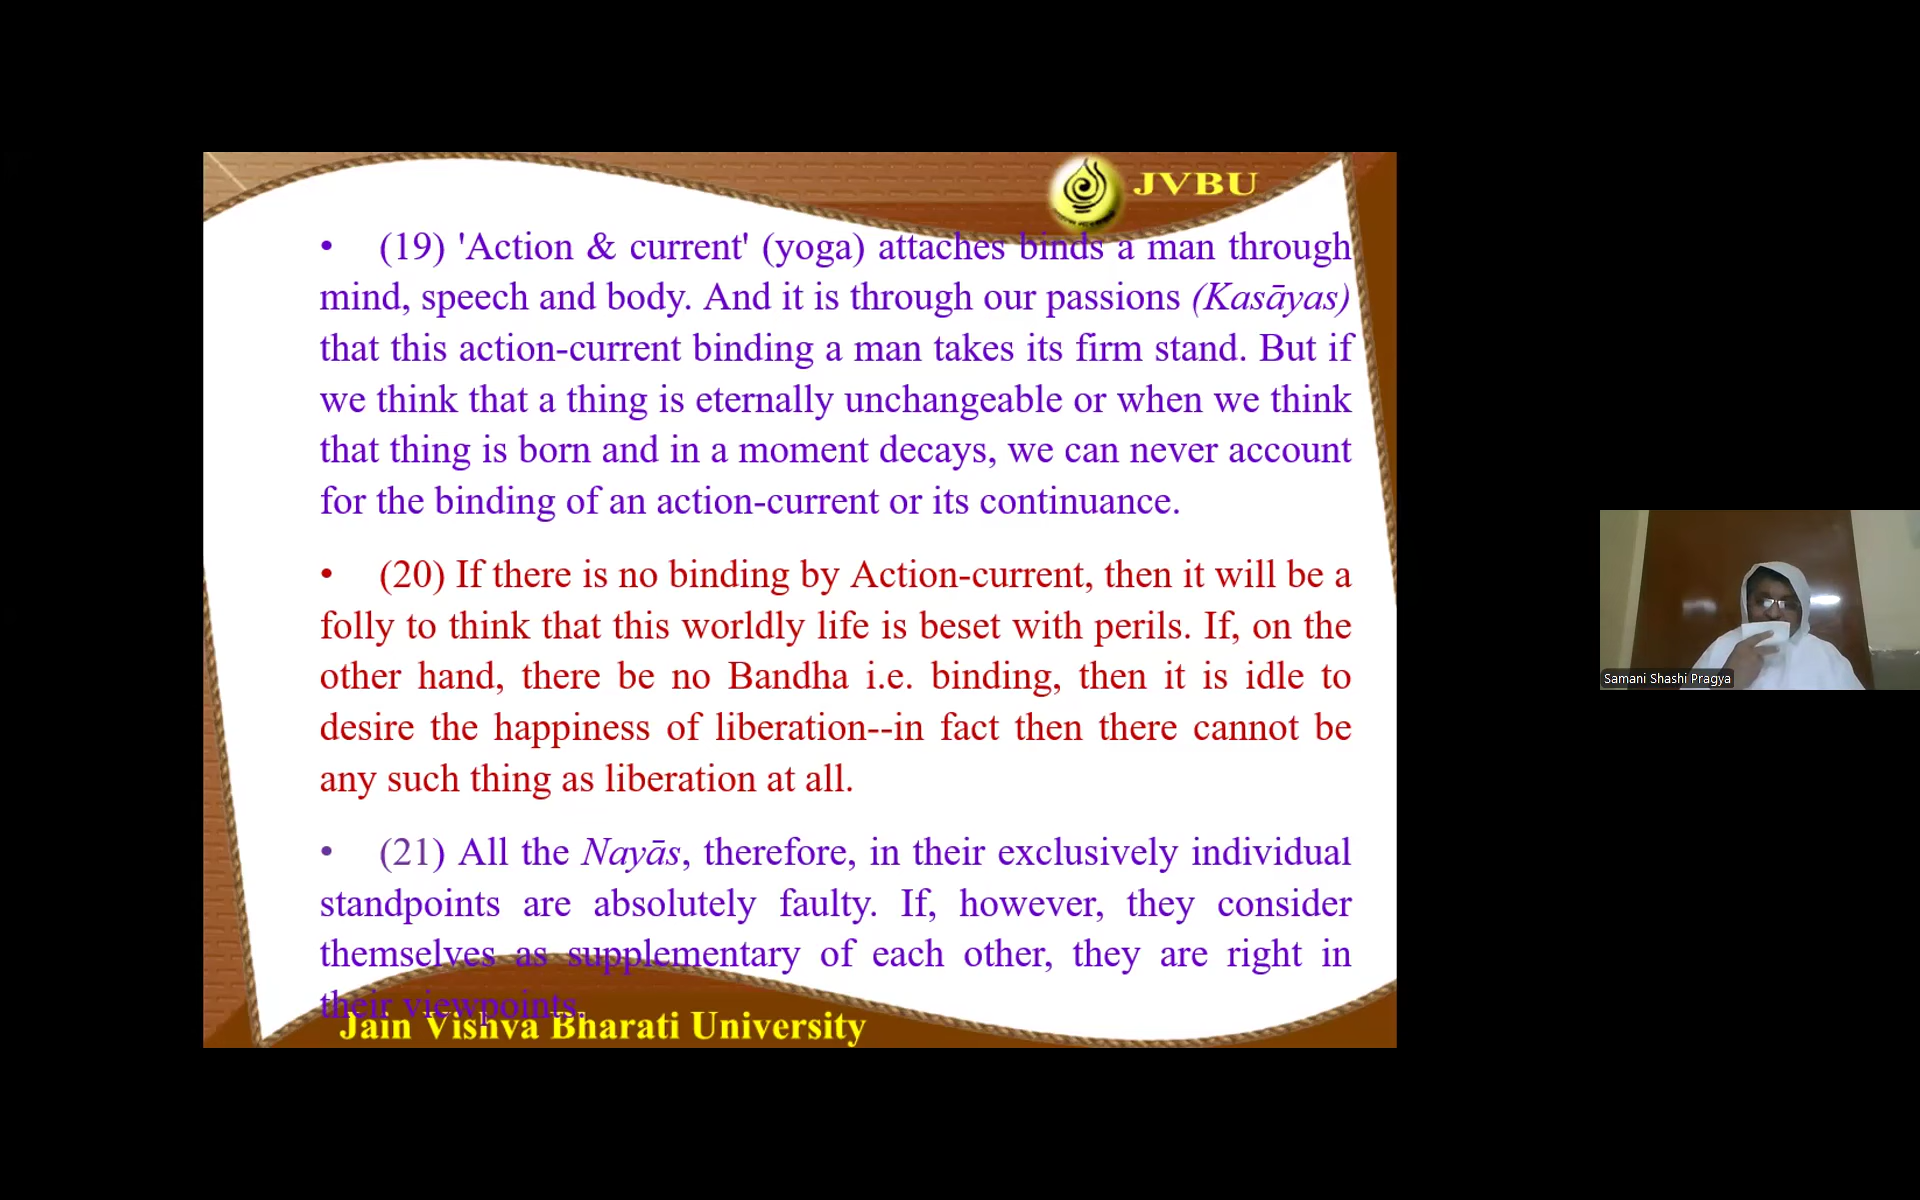 JVBU
• (19) 'Action & current' (yoga) attaches binds a man through
mind, speech and body. And it is through our passions (Kasāyas)
that this action-current binding a man takes its firm stand. But if
we think that a thing is eternally unchangeable or when we think
that thing is born and in a moment decays, we can never account
for the binding of an action-current or its continuance.
• (20) If there is no binding by Action-current, then it will be a
folly to think that this worldly life is beset with perils. If, on the
other hand, there be no Bandha i.e. binding, then it is idle to
desire the happiness of liberation--in fact then there cannot be
any such thing as liberation at all.
• (21) All the Nayās, therefore, in their exclusively individual
standpoints are absolutely faulty. If, however, they consider
themselves as supplementary of each other, they are right in
their viewpoints.
Jain Vishva Bharati University
Samani Shashi Pragya